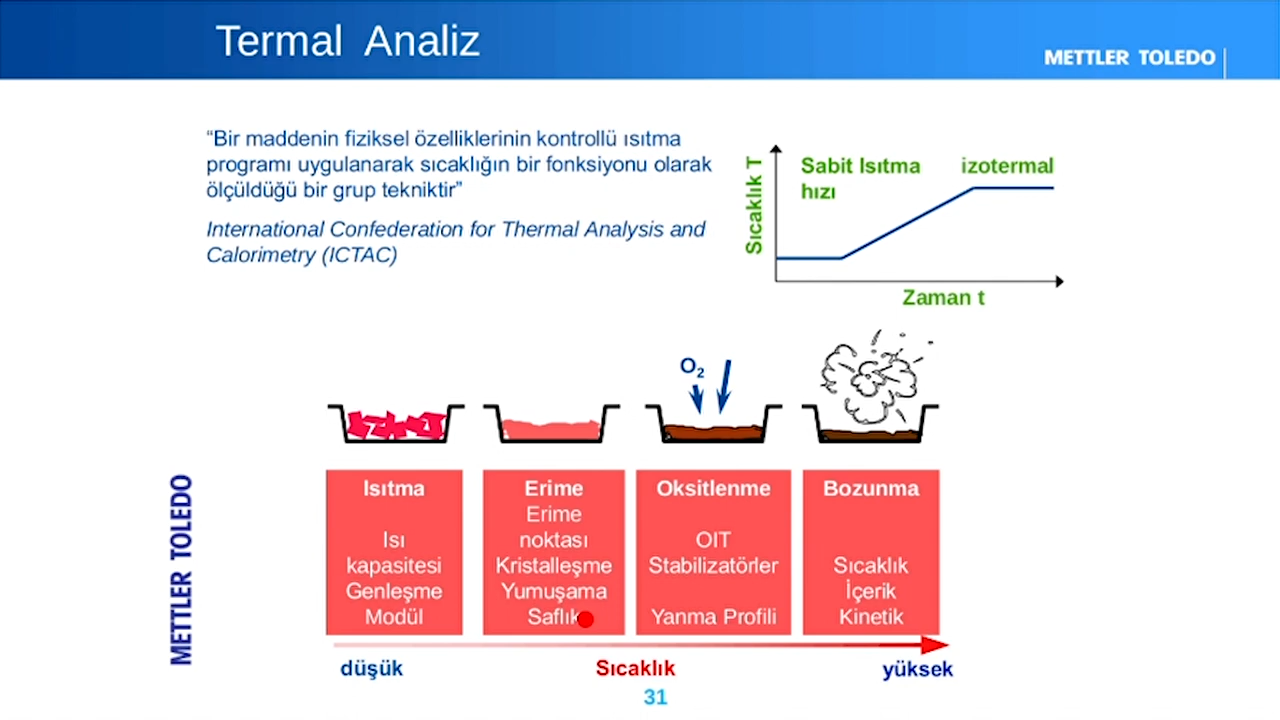 Termal Analiz
METTLER TOLEDO
“Bir maddenin fiziksel özelliklerinin kontrollü ısıtma
programı uygulanarak sıcaklığın bir fonksiyonu olarak
ölçüldüğü bir grup tekniktir”
International Confederation for Thermal Analysis and
Calorimetry (ICTAC)
Sıcaklık T
Sabit Isıtma
hızı
izotermal
Zaman t
O₂
Isıtma
Isı
kapasitesi
Genleşme
Modül
Erime
Erime
noktası
Kristalleşme
Yumuşama
Saflık
Oksitlenme
OIT
Stabilizatörler
Yanma Profili
Bozunma
Sıcaklık
İçerik
Kinetik
METTLER TOLEDO
düşük
Sıcaklık
yüksek
31